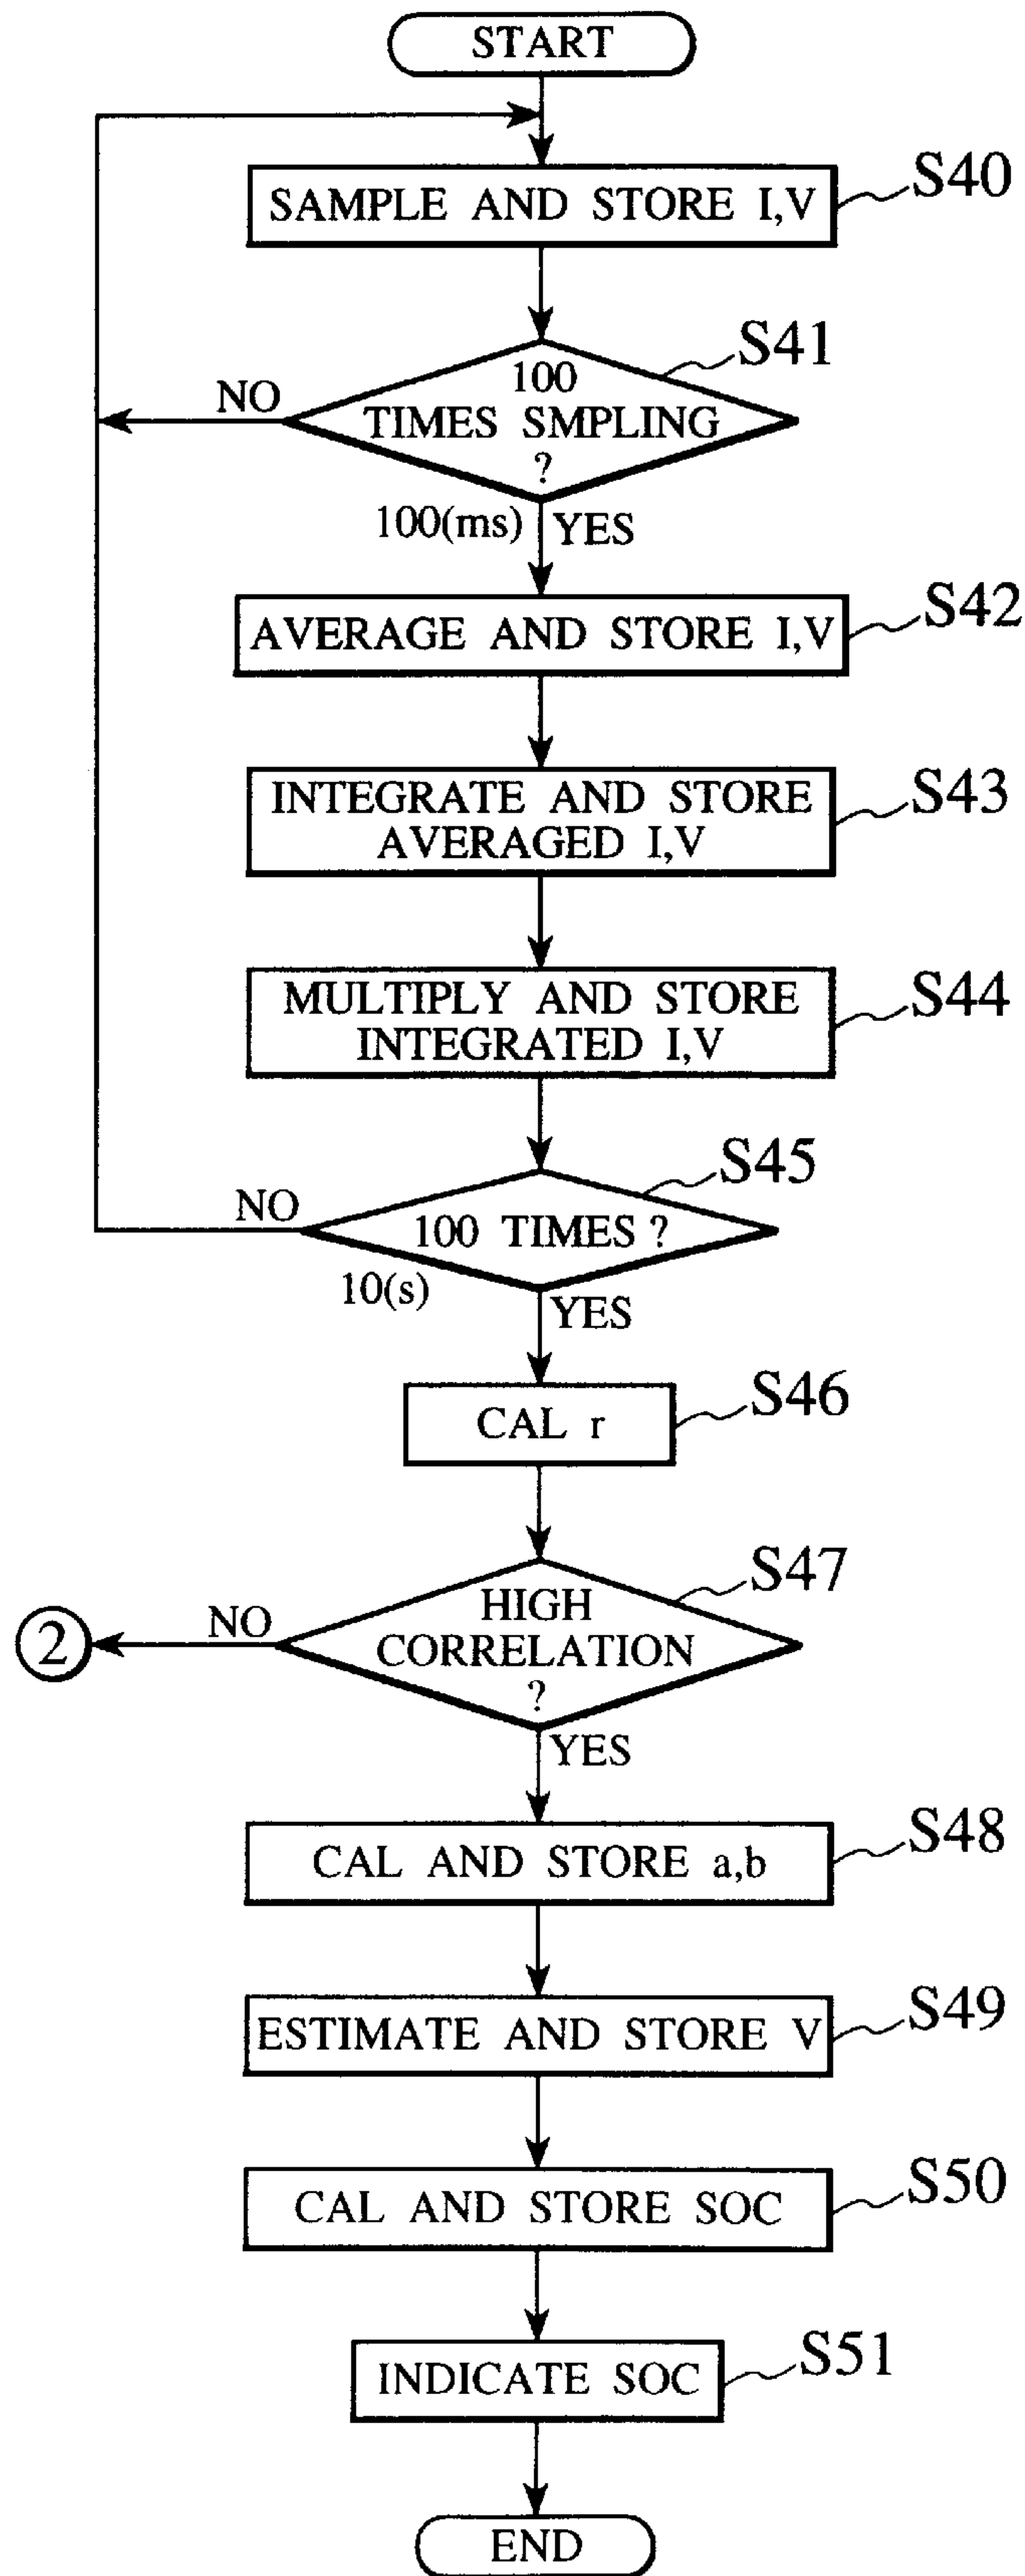 START
SAMPLE AND STORE I,V
S40
100
TIMES SMPLING
?
S41
NO
100(ms)
YES
AVERAGE AND STORE I,V
S42
INTEGRATE AND STORE
AVERAGED I,V
S43
MULTIPLY AND STORE
INTEGRATED I,V
S44
100 TIMES ?
S45
NO
10(s)
YES
CAL r
S46
HIGH
CORRELATION
?
S47
NO
2
YES
CAL AND STORE a,b
S48
ESTIMATE AND STORE V
S49
CAL AND STORE SOC
S50
INDICATE SOC
S51
END